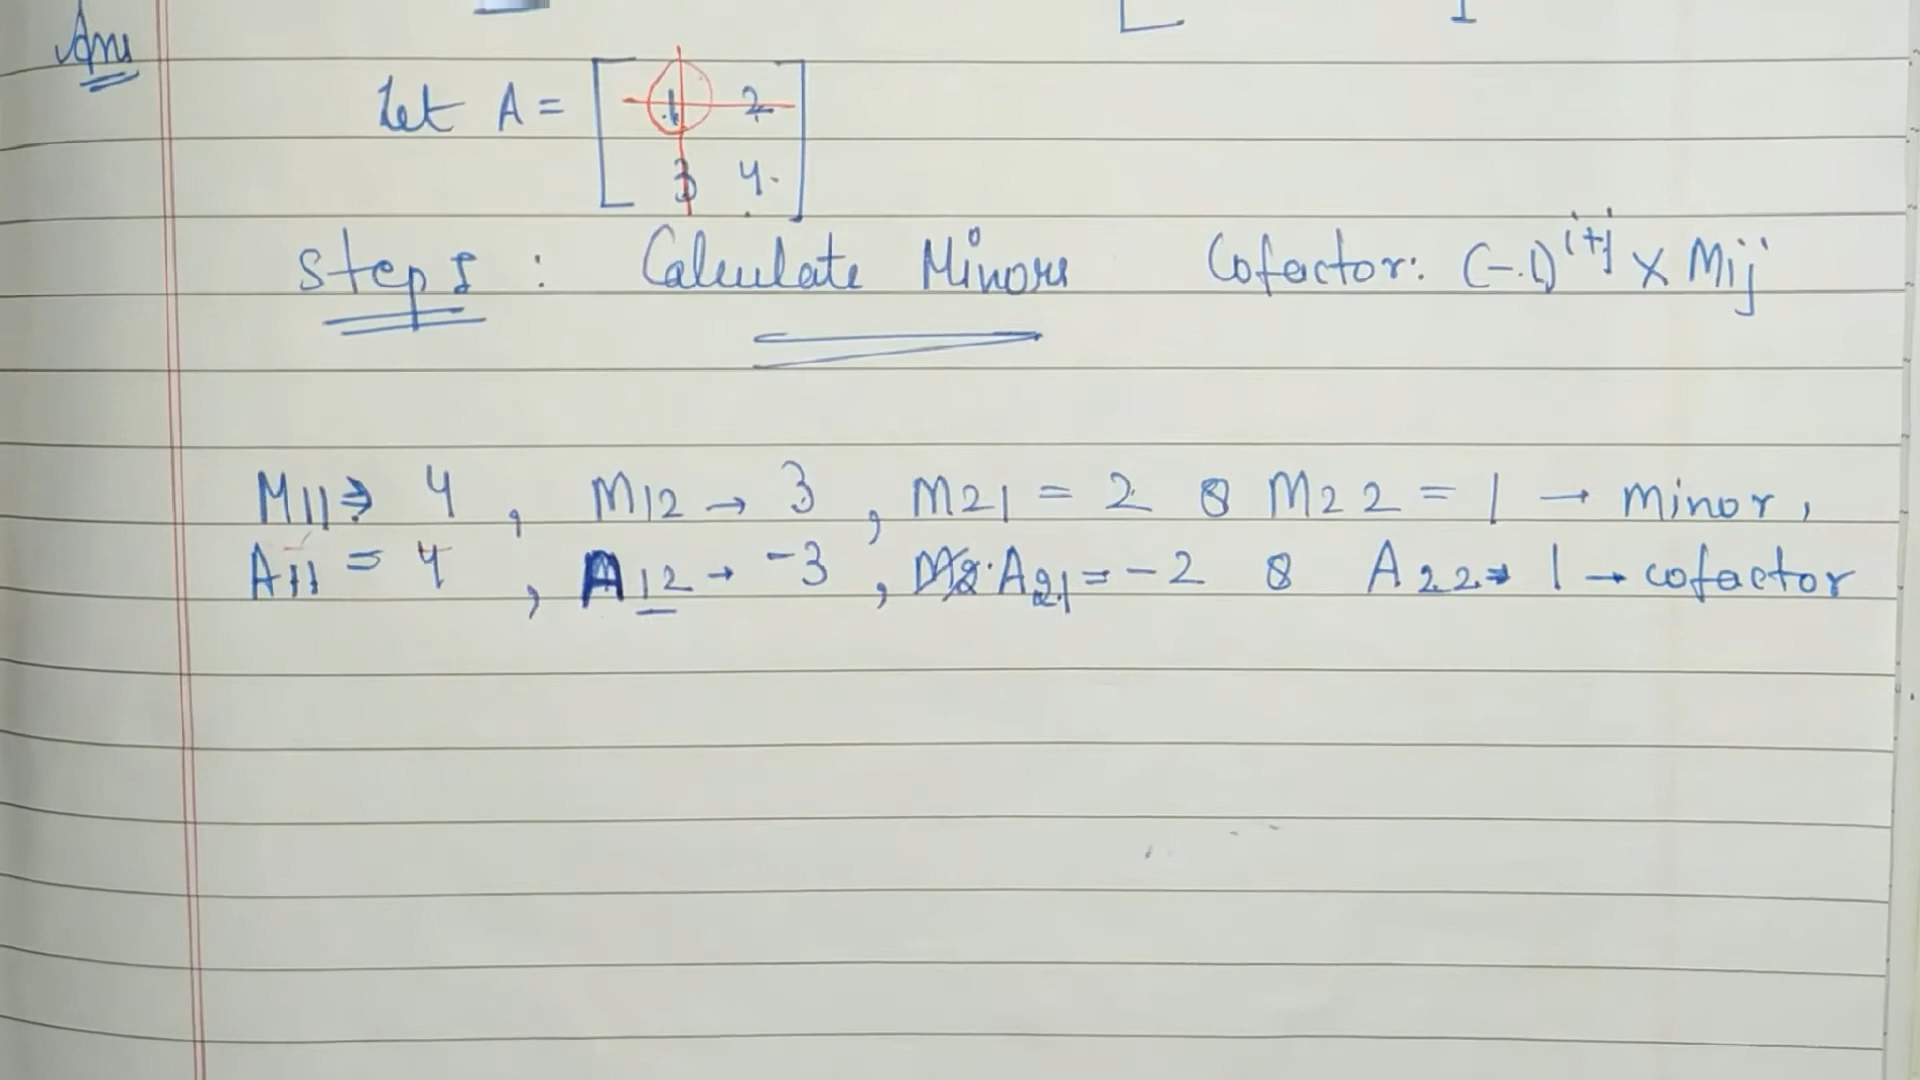 Ans
Let A = [ 1 2
3 4 ]
Steps : Calculate Minors Cofactor: (-1)^i+j × Mij
M11 → 4 , M12 → 3 , M21 = 2 & M22 = 1 → minor ,
A11 = 4 , A12 → -3 , A21 = -2 & A22 → 1 → cofactor